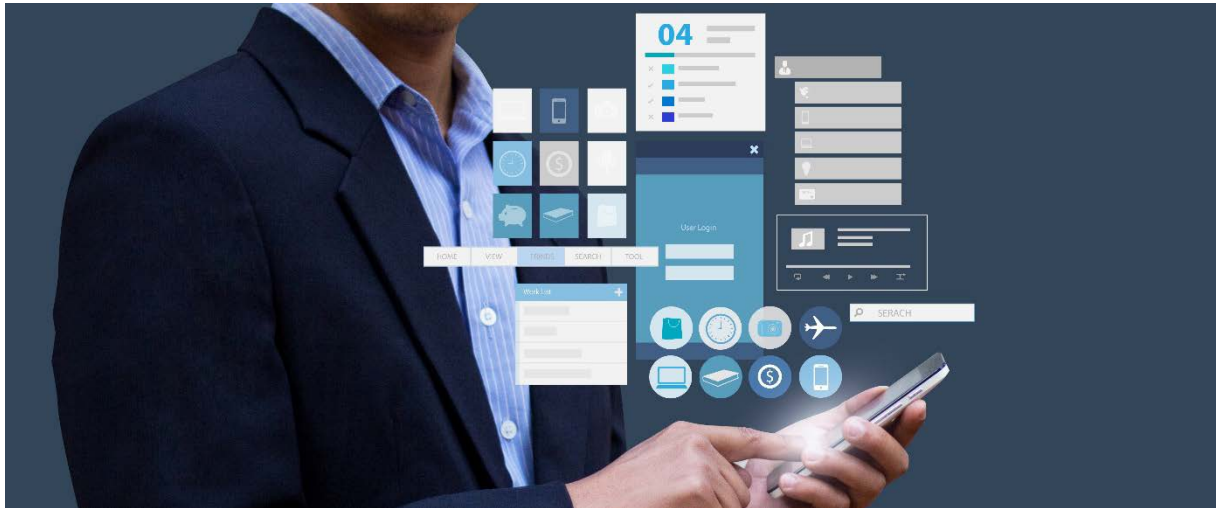 04
User Login
HOME VIEW TRENDS SEARCH TOOL
Work List
SERACH